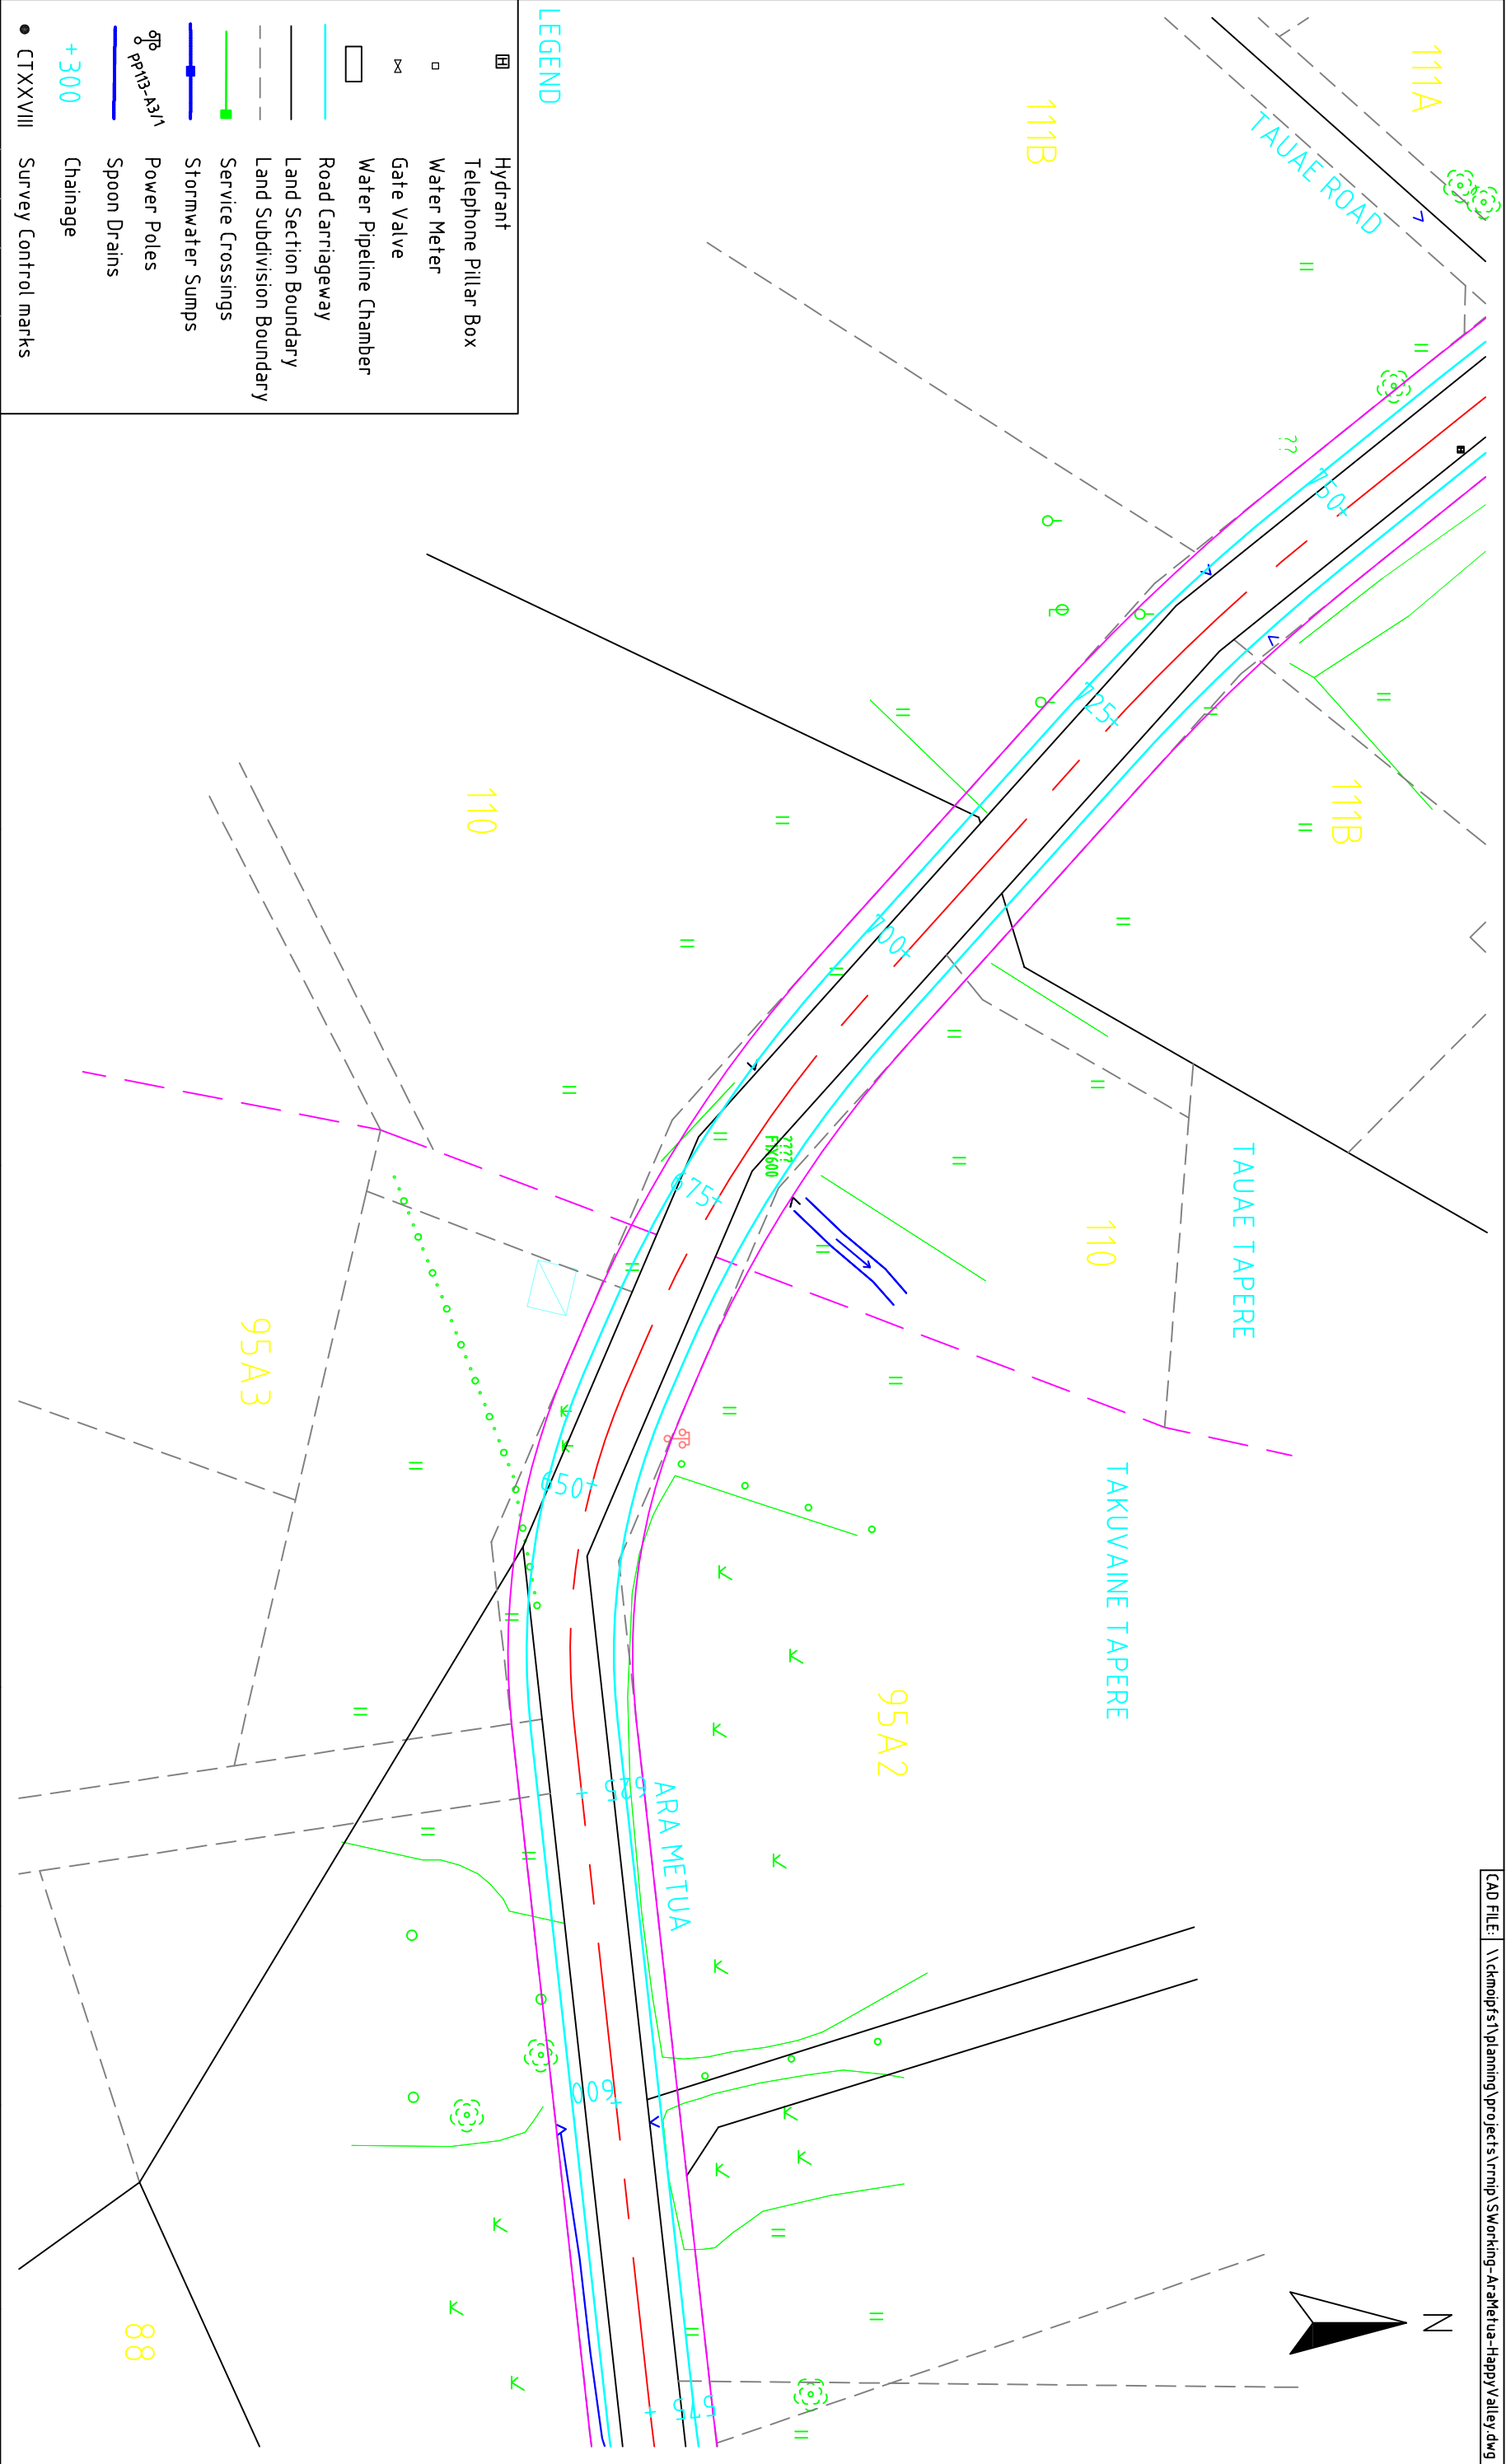 CAD FILE: \\ckmoipfs1\planning\projects\rrnip\SWorking-AraMetua-HappyValley.dwg
N
111A
TAUAE ROAD
111B
111B
??
750+
725+
700+
675+
650+
625+
600+
575+
????
FIX600
110
110
TAUAE TAPERE
TAKUVAINE TAPERE
95A3
95A2
ARA METUA
88
LEGEND
H Hydrant
Telephone Pillar Box
Water Meter
Gate Valve
Water Pipeline Chamber
Road Carriageway
Land Section Boundary
Land Subdivision Boundary
Service Crossings
Stormwater Sumps
PP113-A3/1 Power Poles
Spoon Drains
+300 Chainage
CTXXVIII Survey Control marks